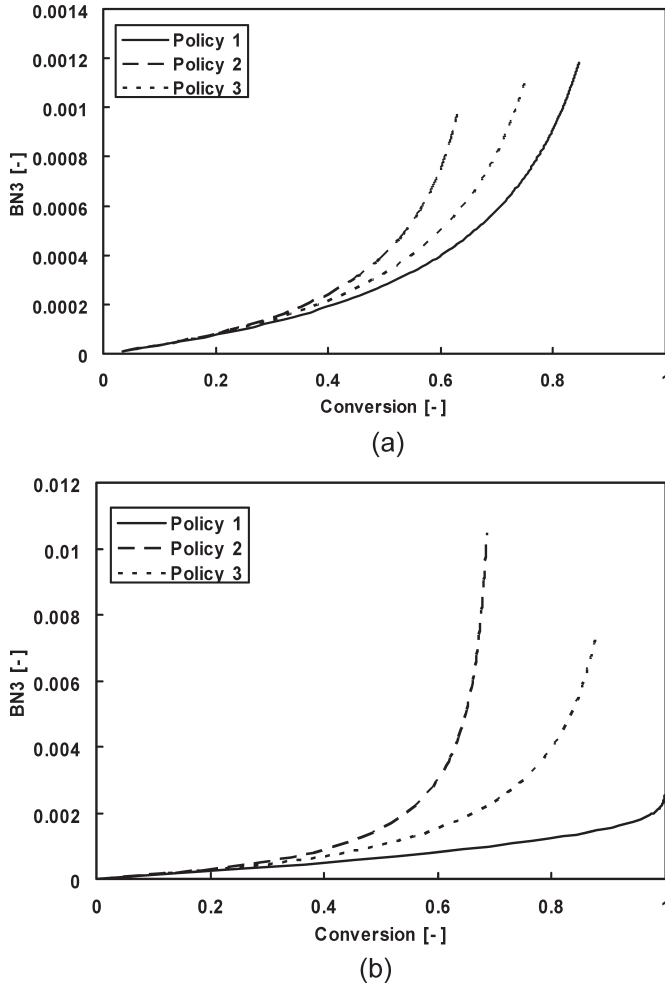 0.0014
0.0012
0.001
0.0008
0.0006
0.0004
0.0002
0
BN3 [-]
Policy 1
Policy 2
Policy 3
0 0.2 0.4 0.6 0.8 1
Conversion [-]
(a)
0.012
0.01
0.008
0.006
0.004
0.002
0
BN3 [-]
Policy 1
Policy 2
Policy 3
0 0.2 0.4 0.6 0.8 1
Conversion [-]
(b)